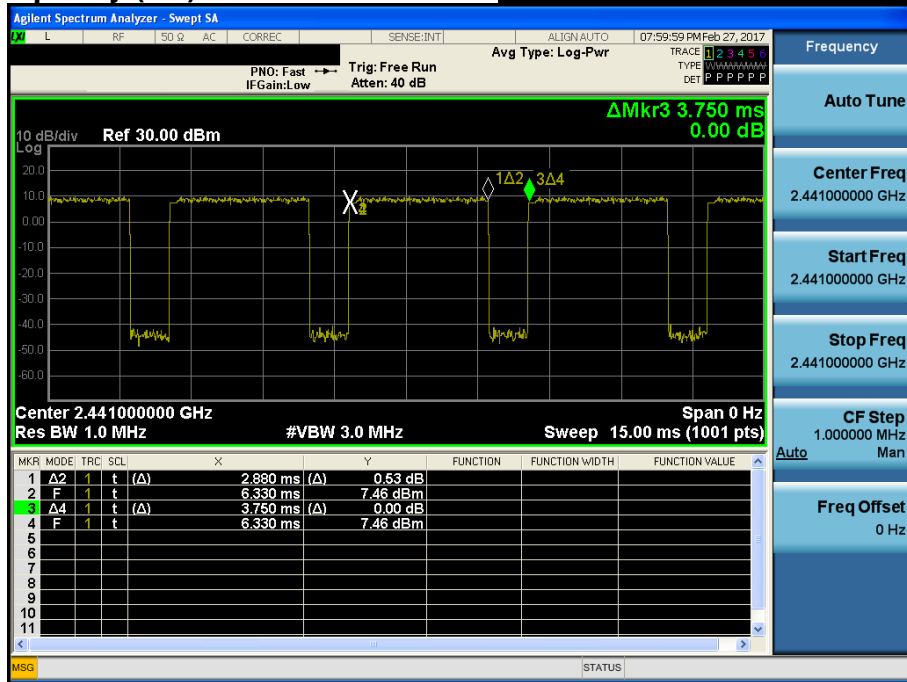 Agilent Spectrum Analyzer - Swept SA
LXI L RF 50 Ω AC CORREC SENSE:INT ALIGN AUTO 07:59:59 PM Feb 27, 2017
Avg Type: Log-Pwr TRACE 1 2 3 4 5 6
PNO: Fast Trig: Free Run TYPE WWWWWW
IFGain:Low Atten: 40 dB DET P P P P P P
Frequency
Auto Tune
ΔMkr3 3.750 ms
0.00 dB
10 dB/div Ref 30.00 dBm
Log
20.0
10.0
0.00
-10.0
-20.0
-30.0
-40.0
-50.0
-60.0
1Δ2 3Δ4
Center Freq
2.441000000 GHz
Start Freq
2.441000000 GHz
Stop Freq
2.441000000 GHz
CF Step
1.000000 MHz
Auto Man
Freq Offset
0 Hz
Center 2.441000000 GHz Span 0 Hz
Res BW 1.0 MHz #VBW 3.0 MHz Sweep 15.00 ms (1001 pts)
MKR MODE TRC SCL X Y FUNCTION FUNCTION WIDTH FUNCTION VALUE
1 Δ2 1 t (Δ) 2.880 ms (Δ) 0.53 dB
2 F 1 t 6.330 ms 7.46 dBm
3 Δ4 1 t (Δ) 3.750 ms (Δ) 0.00 dB
4 F 1 t 6.330 ms 7.46 dBm
5
6
7
8
9
10
11
MSG STATUS